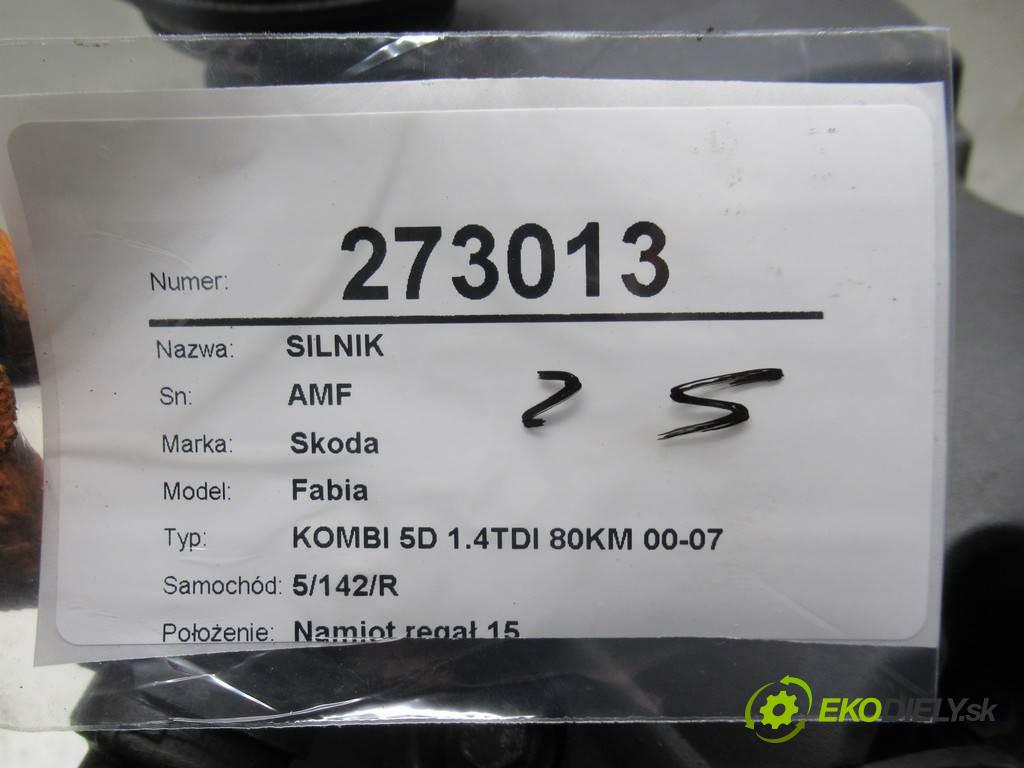 Numer: 273013
Nazwa: SILNIK
Sn: AMF
25
Marka: Skoda
Model: Fabia
Typ: KOMBI 5D 1.4TDI 80KM 00-07
Samochód: 5/142/R
Położenie: Namiot regał 15
EKODIELY.sk